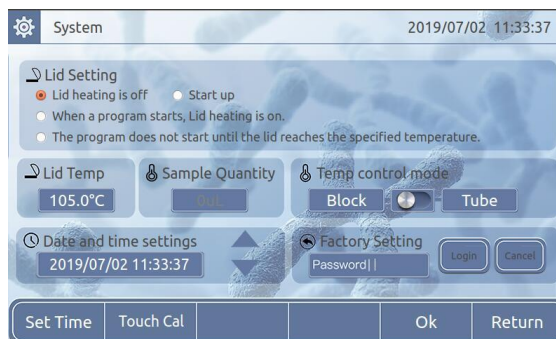 System 2019/07/02 11:33:37
Lid Setting
Lid heating is off Start up
When a program starts, Lid heating is on.
The program does not start until the lid reaches the specified temperature.
Lid Temp Sample Quantity Temp control mode
105.0°C 0uL Block Tube
Date and time settings Factory Setting
2019/07/02 11:33:37 Password|| Login Cancel
Set Time Touch Cal Ok Return